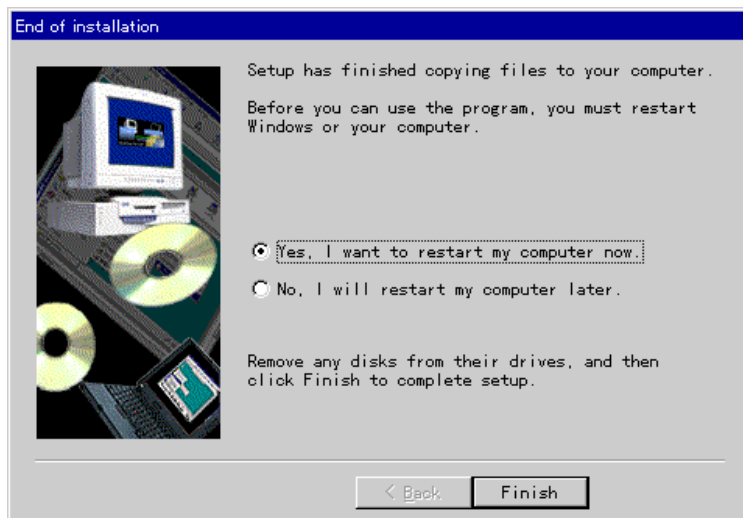 End of installation
Setup has finished copying files to your computer.
Before you can use the program, you must restart
Windows or your computer.
Yes, I want to restart my computer now.
No, I will restart my computer later.
Remove any disks from their drives, and then
click Finish to complete setup.
< Back
Finish